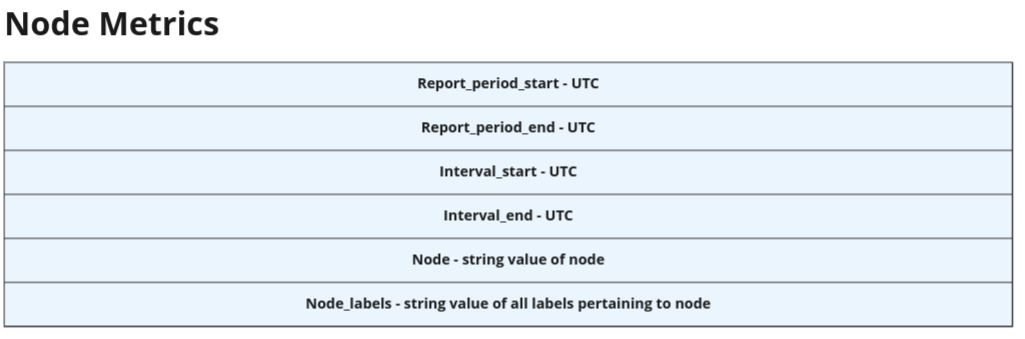 Node Metrics
Report_period_start - UTC
Report_period_end - UTC
Interval_start - UTC
Interval_end - UTC
Node - string value of node
Node_labels - string value of all labels pertaining to node